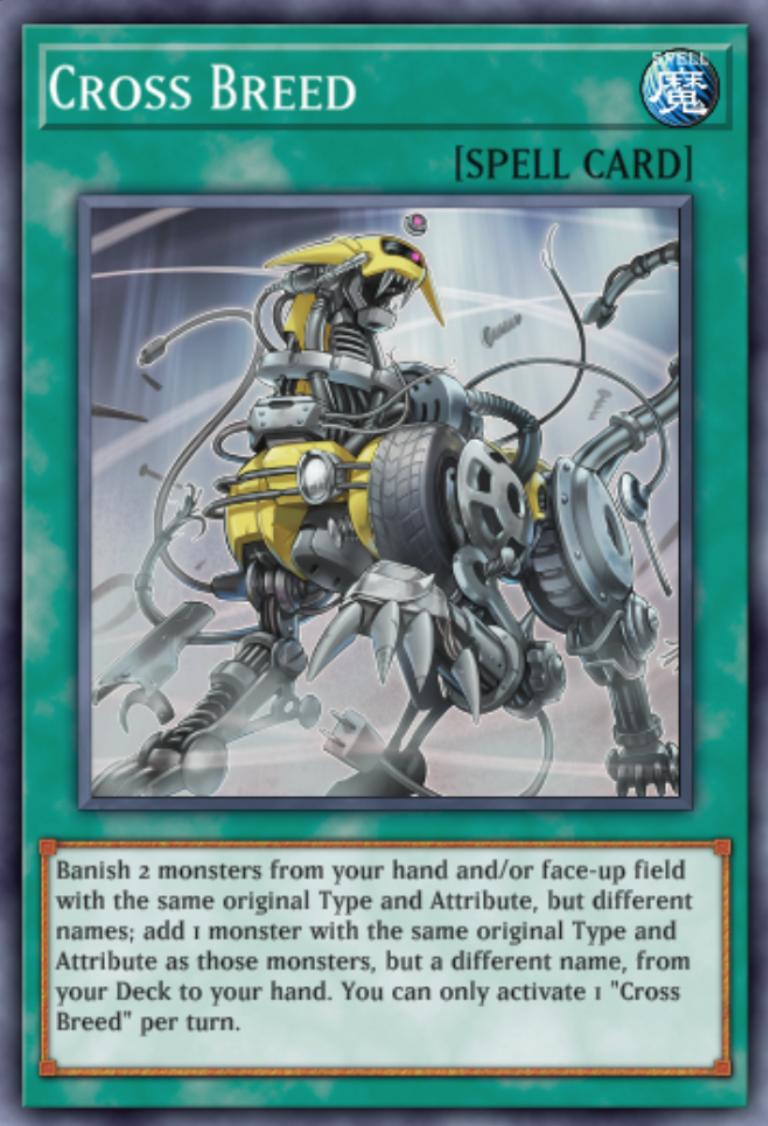 Cross Breed
SPELL
魔
[SPELL CARD]
Banish 2 monsters from your hand and/or face-up field
with the same original Type and Attribute, but different
names; add 1 monster with the same original Type and
Attribute as those monsters, but a different name, from
your Deck to your hand. You can only activate 1 "Cross
Breed" per turn.